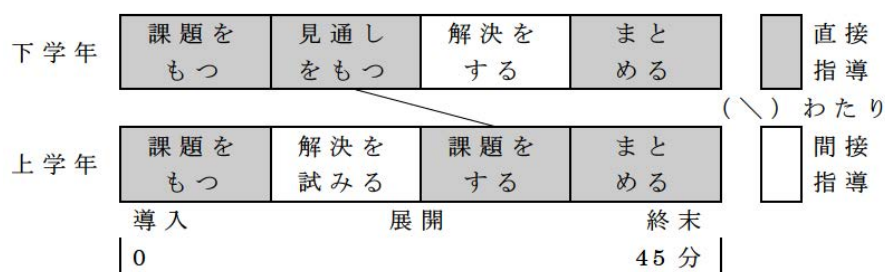 下学年 課題をもつ 見通しをもつ 解決をする まとめる 直接指導
(＼) わたり
上学年 課題をもつ 解決を試みる 課題をする まとめる 間接指導
導入 展開 終末
0 45分